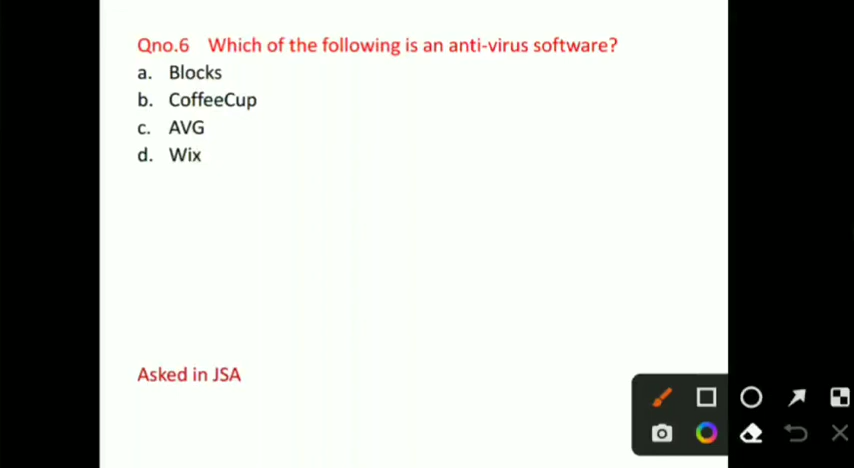 Qno.6 Which of the following is an anti-virus software?
a. Blocks
b. CoffeeCup
c. AVG
d. Wix
Asked in JSA